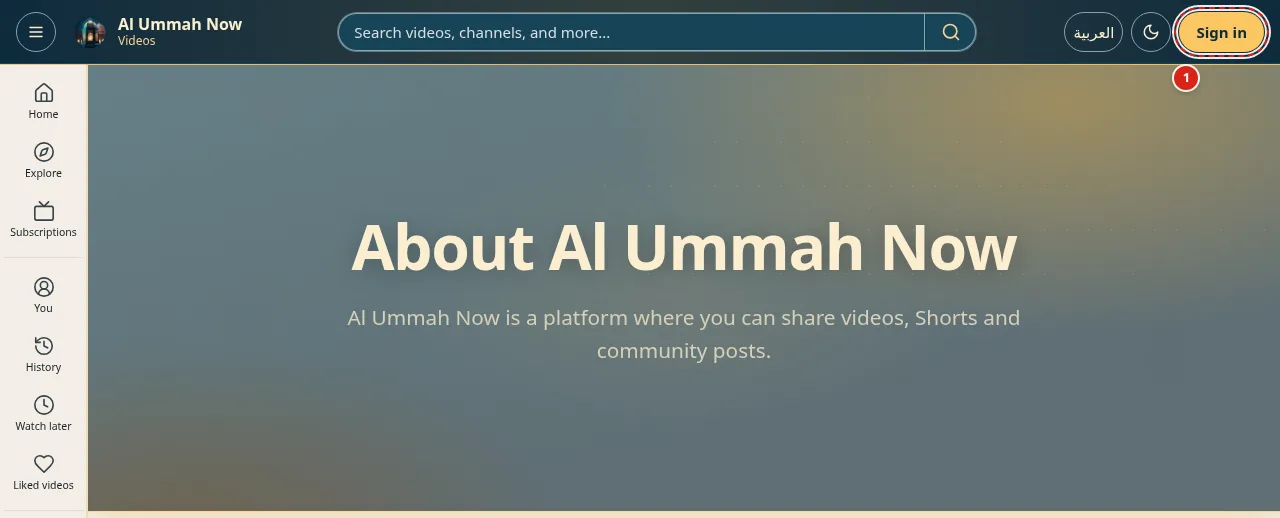 Al Ummah Now
Videos
Search videos, channels, and more...
العربية
Sign in
1
Home
Explore
Subscriptions
You
History
Watch later
Liked videos
About Al Ummah Now
Al Ummah Now is a platform where you can share videos, Shorts and
community posts.